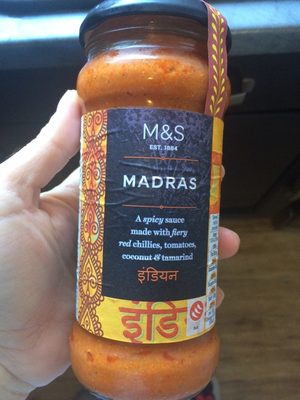 M&S
EST. 1884
MADRAS
A spicy sauce
made with fiery
red chillies, tomatoes,
coconut & tamarind
इंडियन
इंडि